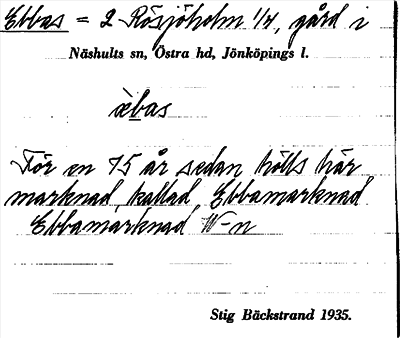 Ebbas = 2 Rösjöholm 1/4, gård i
Näshults sn, Östra hd, Jönköpings l.
æbas
För en 75 år sedan hölls här
marknad, kallad Ebbamarknad
Ebbamarknad W-n
Stig Bäckstrand 1935.